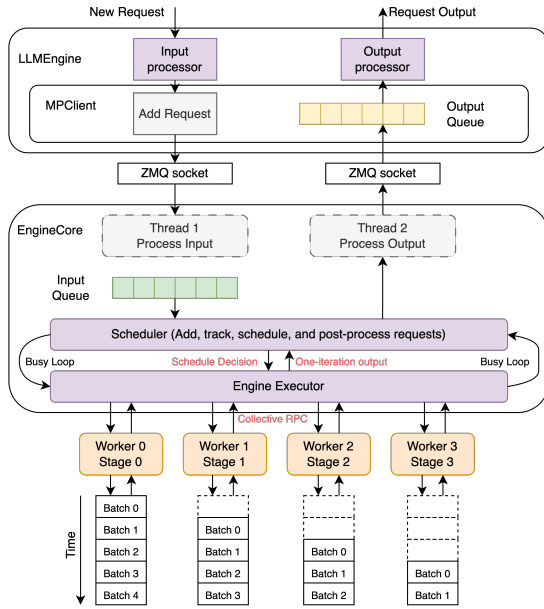 New Request
Request Output
LLMEngine
Input
processor
Output
processor
MPClient
Add Request
Output
Queue
ZMQ socket
ZMQ socket
EngineCore
Thread 1
Process Input
Thread 2
Process Output
Input
Queue
Scheduler (Add, track, schedule, and post-process requests)
Busy Loop
Schedule Decision
One-iteration output
Busy Loop
Engine Executor
Collective RPC
Worker 0
Stage 0
Worker 1
Stage 1
Worker 2
Stage 2
Worker 3
Stage 3
Time
Batch 0
Batch 1
Batch 2
Batch 3
Batch 4
Batch 0
Batch 1
Batch 2
Batch 3
Batch 0
Batch 1
Batch 2
Batch 0
Batch 1